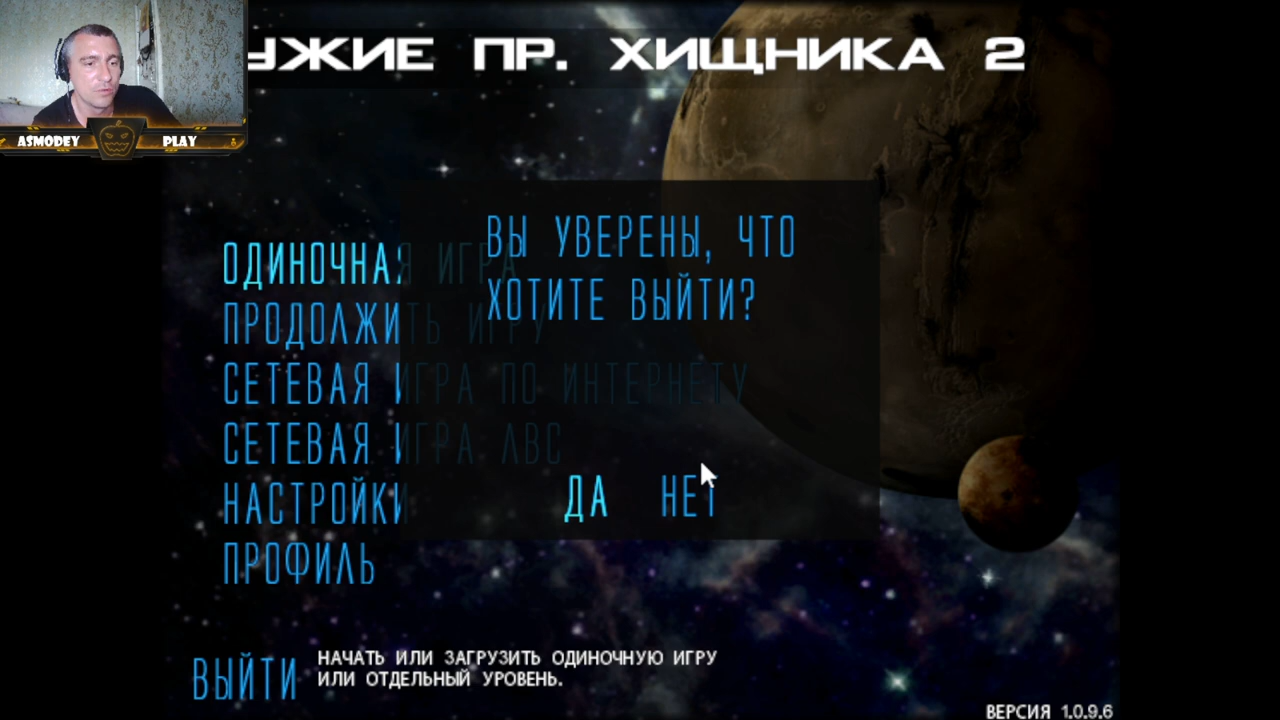 УЖИЕ ПР. ХИЩНИКА 2
ASMODEY PLAY
ВЫ УВЕРЕНЫ, ЧТО
ХОТИТЕ ВЫЙТИ?
ОДИНОЧНАЯ ИГРА
ПРОДОЛЖИТЬ ИГРУ
СЕТЕВАЯ ИГРА ПО ИНТЕРНЕТУ
СЕТЕВАЯ ИГРА ЛВС
НАСТРОЙКИ
ДА НЕТ
ПРОФИЛЬ
ВЫЙТИ
НАЧАТЬ ИЛИ ЗАГРУЗИТЬ ОДИНОЧНУЮ ИГРУ
ИЛИ ОТДЕЛЬНЫЙ УРОВЕНЬ.
ВЕРСИЯ 1.0.9.6